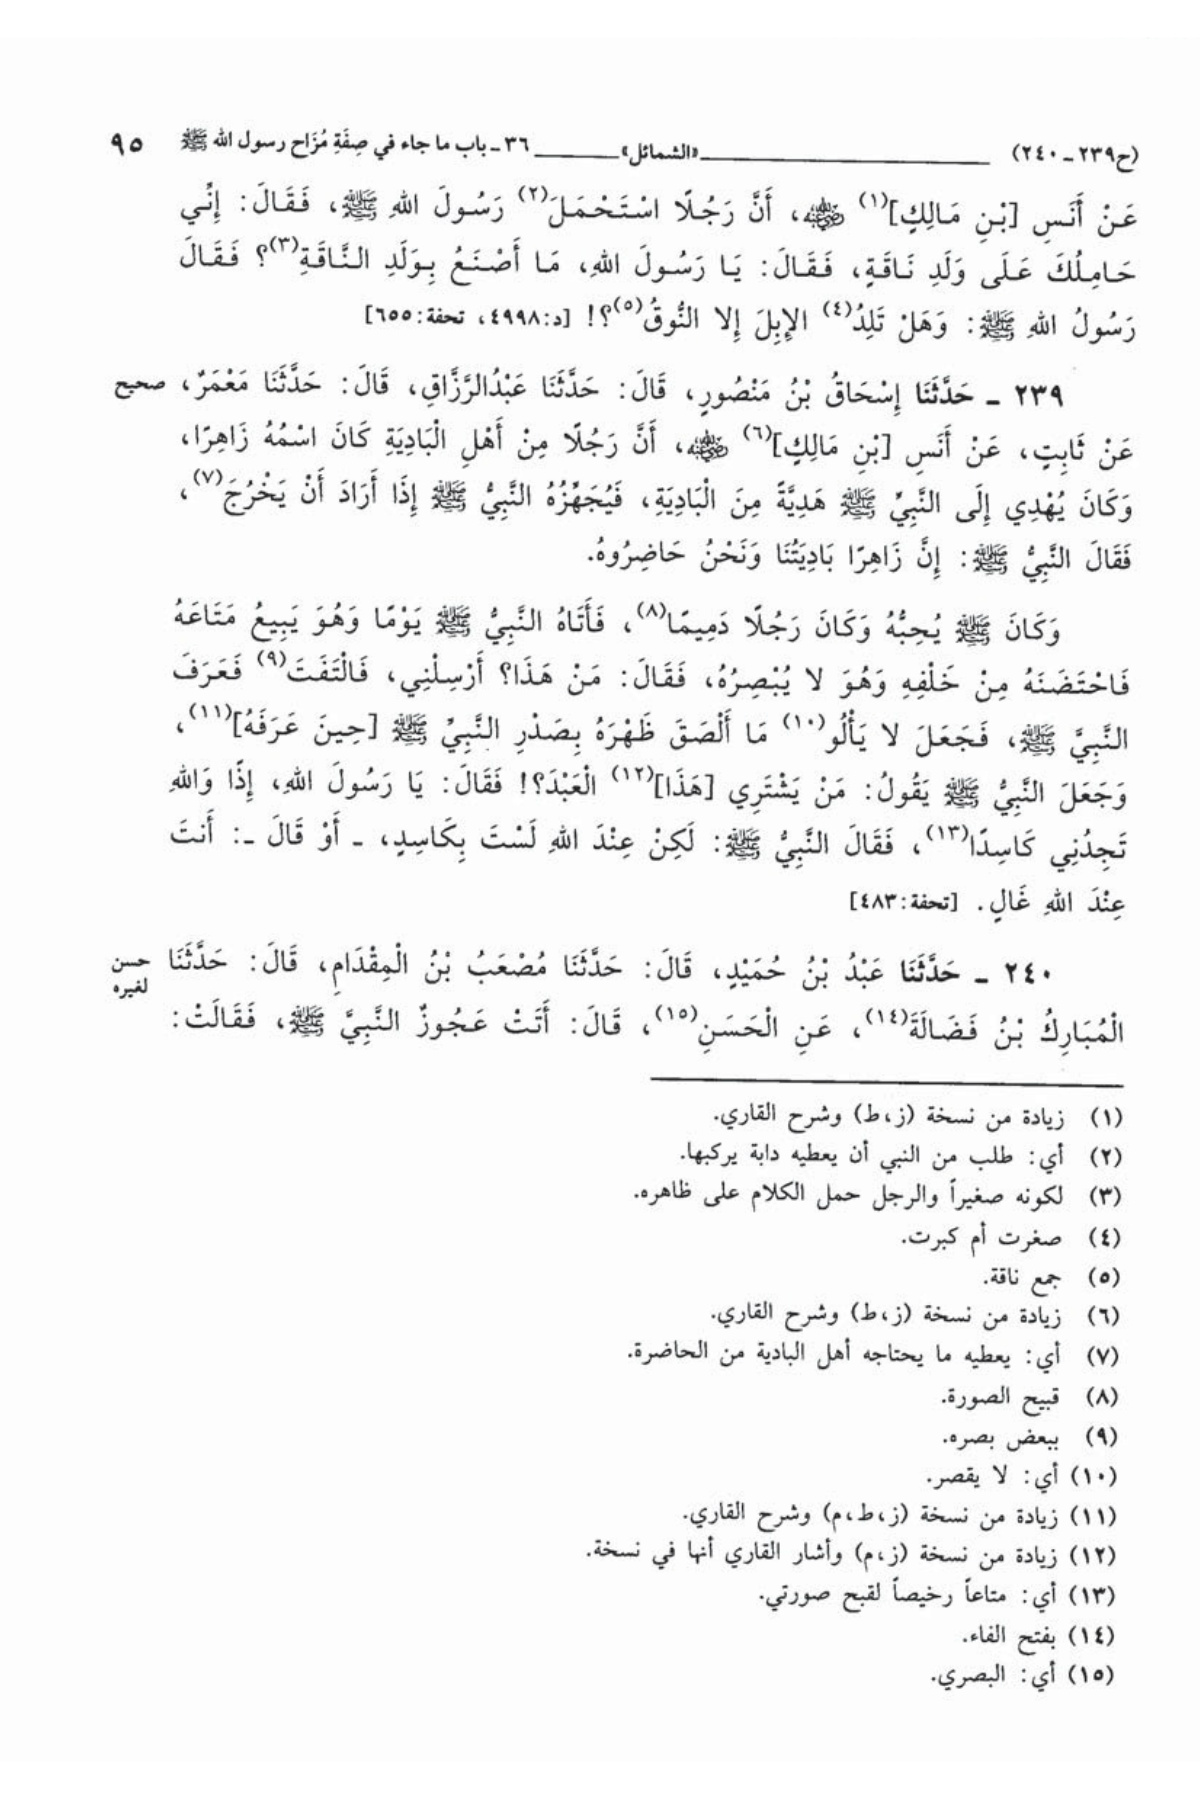 (ح٢٣٩ - ٢٤٠) «الشمائل» ٣٦ - باب ما جاء في صِفَةِ مُزَاح رسول الله ﷺ ٩٥
عَنْ أَنَسِ [بْنِ مَالِكٍ](١) رضي الله عنه، أَنَّ رَجُلًا اسْتَحْمَلَ(٢) رَسُولَ اللهِ ﷺ، فَقَالَ: إِنِّي
حَامِلُكَ عَلَى وَلَدِ نَاقَةٍ، فَقَالَ: يَا رَسُولَ اللهِ، مَا أَصْنَعُ بِوَلَدِ النَّاقَةِ(٣)؟ فَقَالَ
رَسُولُ اللهِ ﷺ: وَهَلْ تَلِدُ(٤) الإِبِلَ إِلا النُّوقُ(٥)؟! [د:٤٩٩٨، تحفة:٦٥٥]
٢٣٩ - حَدَّثَنَا إِسْحَاقُ بْنُ مَنْصُورٍ، قَالَ: حَدَّثَنَا عَبْدُالرَّزَّاقِ، قَالَ: حَدَّثَنَا مَعْمَرٌ، صحيح
عَنْ ثَابِتٍ، عَنْ أَنَسِ [بْنِ مَالِكٍ](٦) رضي الله عنه، أَنَّ رَجُلًا مِنْ أَهْلِ الْبَادِيَةِ كَانَ اسْمُهُ زَاهِرًا،
وَكَانَ يُهْدِي إِلَى النَّبِيِّ ﷺ هَدِيَّةً مِنَ الْبَادِيَةِ، فَيُجَهِّزُهُ النَّبِيُّ ﷺ إِذَا أَرَادَ أَنْ يَخْرُجَ(٧)،
فَقَالَ النَّبِيُّ ﷺ: إِنَّ زَاهِرًا بَادِيَتُنَا وَنَحْنُ حَاضِرُوهُ.
وَكَانَ ﷺ يُحِبُّهُ وَكَانَ رَجُلًا دَمِيمًا(٨)، فَأَتَاهُ النَّبِيُّ ﷺ يَوْمًا وَهُوَ يَبِيعُ مَتَاعَهُ
فَاحْتَضَنَهُ مِنْ خَلْفِهِ وَهُوَ لا يُبْصِرُهُ، فَقَالَ: مَنْ هَذَا؟ أَرْسِلْنِي، فَالْتَفَتَ(٩) فَعَرَفَ
النَّبِيَّ ﷺ، فَجَعَلَ لا يَأْلُو(١٠) مَا أَلْصَقَ ظَهْرَهُ بِصَدْرِ النَّبِيِّ ﷺ [حِينَ عَرَفَهُ](١١)،
وَجَعَلَ النَّبِيُّ ﷺ يَقُولُ: مَنْ يَشْتَرِي [هَذَا](١٢) الْعَبْدَ؟! فَقَالَ: يَا رَسُولَ اللهِ، إِذًا وَاللهِ
تَجِدُنِي كَاسِدًا(١٣)، فَقَالَ النَّبِيُّ ﷺ: لَكِنْ عِنْدَ اللهِ لَسْتَ بِكَاسِدٍ، - أَوْ قَالَ -: أَنتَ
عِنْدَ اللهِ غَالٍ. [تحفة:٤٨٣]
٢٤٠ - حَدَّثَنَا عَبْدُ بْنُ حُمَيْدٍ، قَالَ: حَدَّثَنَا مُصْعَبُ بْنُ الْمِقْدَامِ، قَالَ: حَدَّثَنَا حسن
لغيره
الْمُبَارِكُ بْنُ فَضَالَةَ(١٤)، عَنِ الْحَسَنِ(١٥)، قَالَ: أَتَتْ عَجُوزٌ النَّبِيَّ ﷺ، فَقَالَتْ:
(١) زيادة من نسخة (ز،ط) وشرح القاري.
(٢) أي: طلب من النبي أن يعطيه دابة يركبها.
(٣) لكونه صغيراً والرجل حمل الكلام على ظاهره.
(٤) صغرت أم كبرت.
(٥) جمع ناقة.
(٦) زيادة من نسخة (ز،ط) وشرح القاري.
(٧) أي: يعطيه ما يحتاجه أهل البادية من الحاضرة.
(٨) قبيح الصورة.
(٩) ببعض بصره.
(١٠) أي: لا يقصر.
(١١) زيادة من نسخة (ز،ط،م) وشرح القاري.
(١٢) زيادة من نسخة (ز،م) وأشار القاري أنها في نسخة.
(١٣) أي: متاعاً رخيصاً لقبح صورتي.
(١٤) بفتح الفاء.
(١٥) أي: البصري.